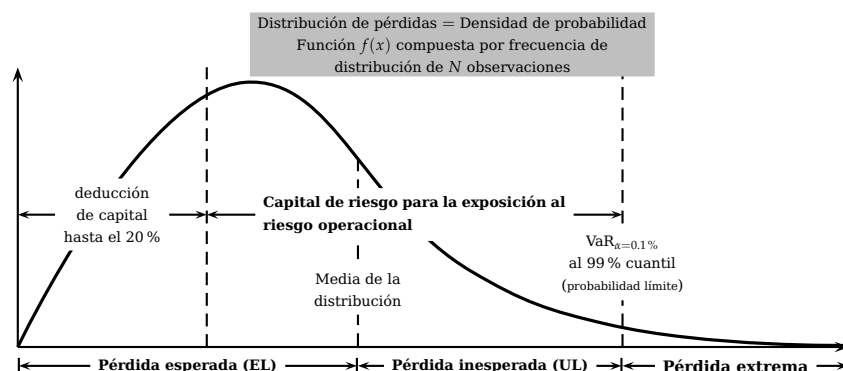 Distribución de pérdidas = Densidad de probabilidad
Función f(x) compuesta por frecuencia de
distribución de N observaciones
deducción
de capital
hasta el 20 %
Capital de riesgo para la exposición al
riesgo operacional
VaRα=0.1 %
al 99 % cuantil
(probabilidad límite)
Media de la
distribución
Pérdida esperada (EL)
Pérdida inesperada (UL)
Pérdida extrema